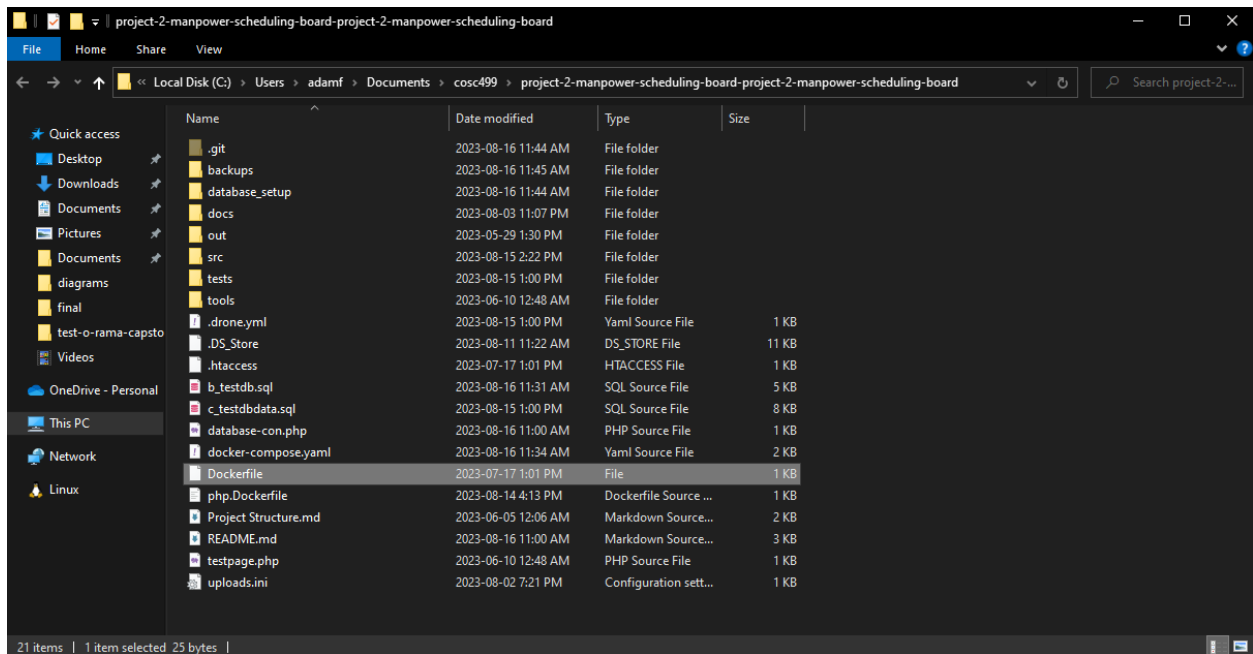 project-2-manpower-scheduling-board-project-2-manpower-scheduling-board
File Home Share View
« Local Disk (C:) › Users › adamf › Documents › cosc499 › project-2-manpower-scheduling-board-project-2-manpower-scheduling-board
Search project-2-...
Quick access
Desktop
Downloads
Documents
Pictures
Documents
diagrams
final
test-o-rama-capsto
Videos
OneDrive - Personal
This PC
Network
Linux
Name Date modified Type Size
.git 2023-08-16 11:44 AM File folder
backups 2023-08-16 11:45 AM File folder
database_setup 2023-08-16 11:44 AM File folder
docs 2023-08-03 11:07 PM File folder
out 2023-05-29 1:30 PM File folder
src 2023-08-15 2:22 PM File folder
tests 2023-08-15 1:00 PM File folder
tools 2023-06-10 12:48 AM File folder
.drone.yml 2023-08-15 1:00 PM Yaml Source File 1 KB
.DS_Store 2023-08-11 11:22 AM DS_STORE File 11 KB
.htaccess 2023-07-17 1:01 PM HTACCESS File 1 KB
b_testdb.sql 2023-08-16 11:31 AM SQL Source File 5 KB
c_testdbdata.sql 2023-08-15 1:00 PM SQL Source File 8 KB
database-con.php 2023-08-16 11:00 AM PHP Source File 1 KB
docker-compose.yaml 2023-08-16 11:34 AM Yaml Source File 2 KB
Dockerfile 2023-07-17 1:01 PM File 1 KB
php.Dockerfile 2023-08-14 4:13 PM Dockerfile Source ... 1 KB
Project Structure.md 2023-06-05 12:06 AM Markdown Source... 2 KB
README.md 2023-08-16 11:00 AM Markdown Source... 3 KB
testpage.php 2023-06-10 12:48 AM PHP Source File 1 KB
uploads.ini 2023-08-02 7:21 PM Configuration sett... 1 KB
21 items | 1 item selected 25 bytes |